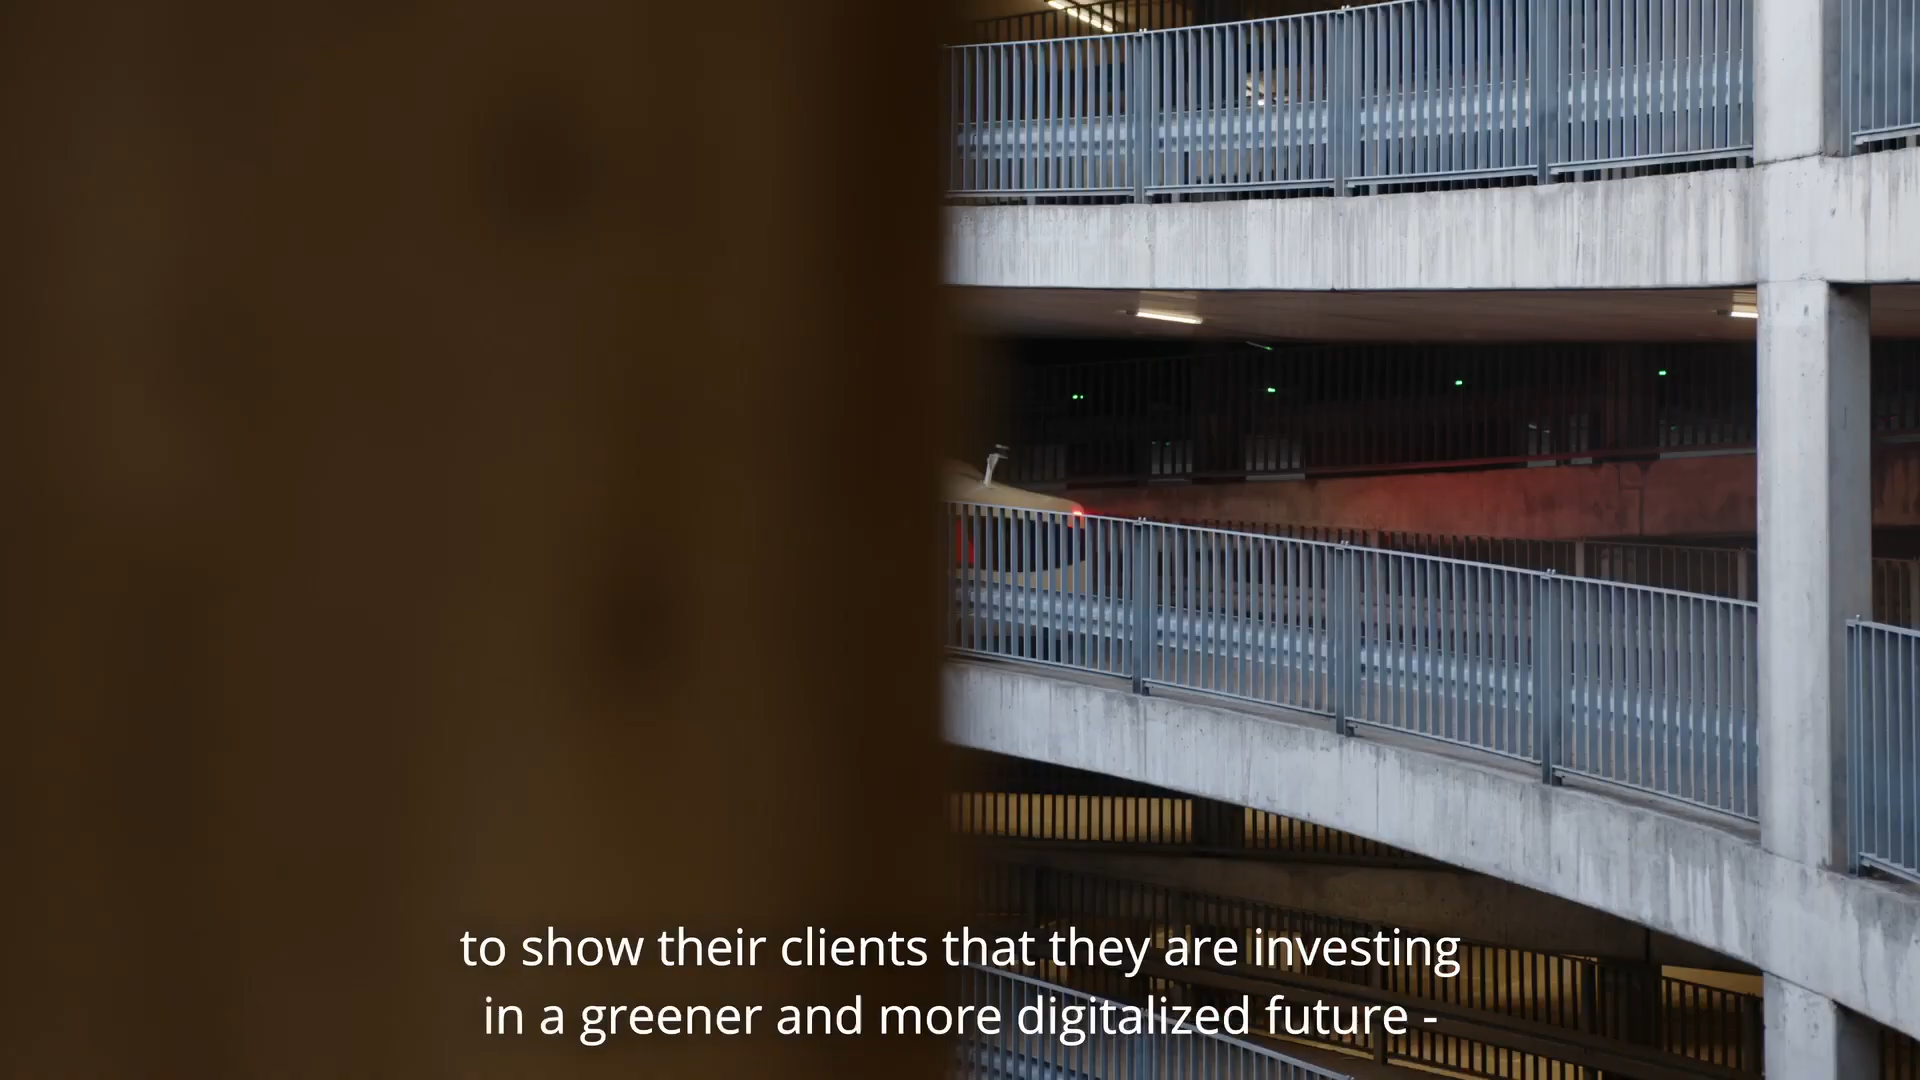 to show their clients that they are investing
in a greener and more digitalized future -